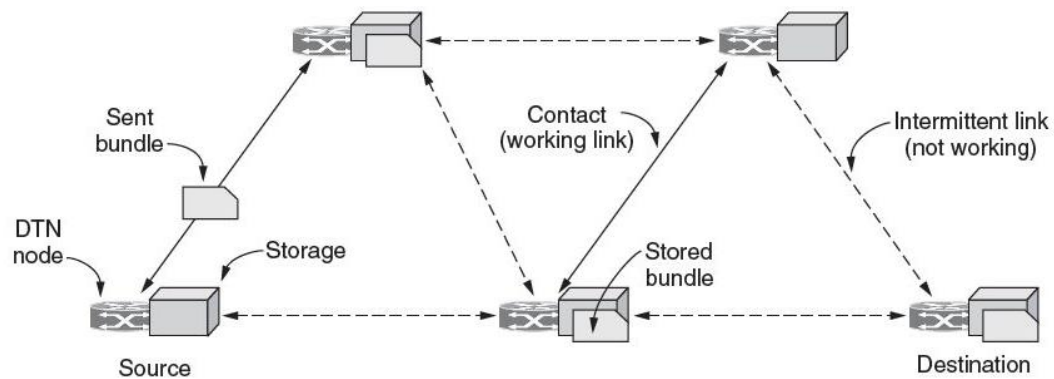 Sent
bundle
Contact
(working link)
Intermittent link
(not working)
DTN
node
Storage
Stored
bundle
Source
Destination